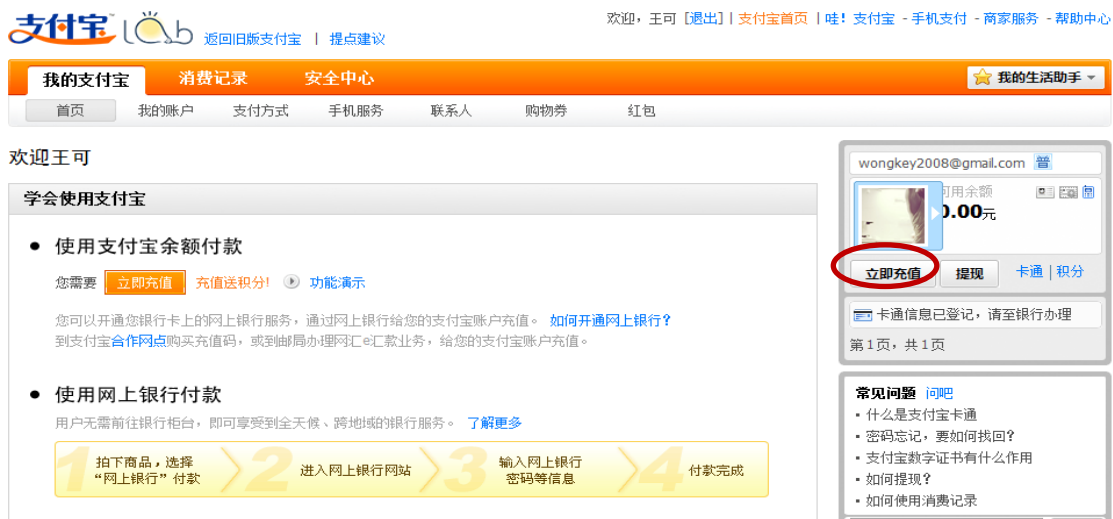 支付宝 Lab 返回旧版支付宝 | 提点建议
欢迎，王可 [退出] | 支付宝首页 | 哇！支付宝 - 手机支付 - 商家服务 - 帮助中心
我的支付宝 消费记录 安全中心 我的生活助手
首页 我的账户 支付方式 手机服务 联系人 购物券 红包
欢迎王可
学会使用支付宝
• 使用支付宝余额付款
您需要 立即充值 充值送积分! 功能演示
您可以开通您银行卡上的网上银行服务，通过网上银行给您的支付宝账户充值。 如何开通网上银行?
到支付宝合作网点购买充值码，或到邮局办理网汇e汇款业务，给您的支付宝账户充值。
• 使用网上银行付款
用户无需前往银行柜台，即可享受到全天候、跨地域的银行服务。 了解更多
1 拍下商品，选择
“网上银行”付款
2 进入网上银行网站
3 输入网上银行
密码等信息
4 付款完成
wongkey2008@gmail.com 普
可用余额
0.00元
立即充值 提现 卡通 | 积分
卡通信息已登记，请至银行办理
第1页，共1页
常见问题 问吧
• 什么是支付宝卡通
• 密码忘记，要如何找回?
• 支付宝数字证书有什么作用
• 如何提现?
• 如何使用消费记录